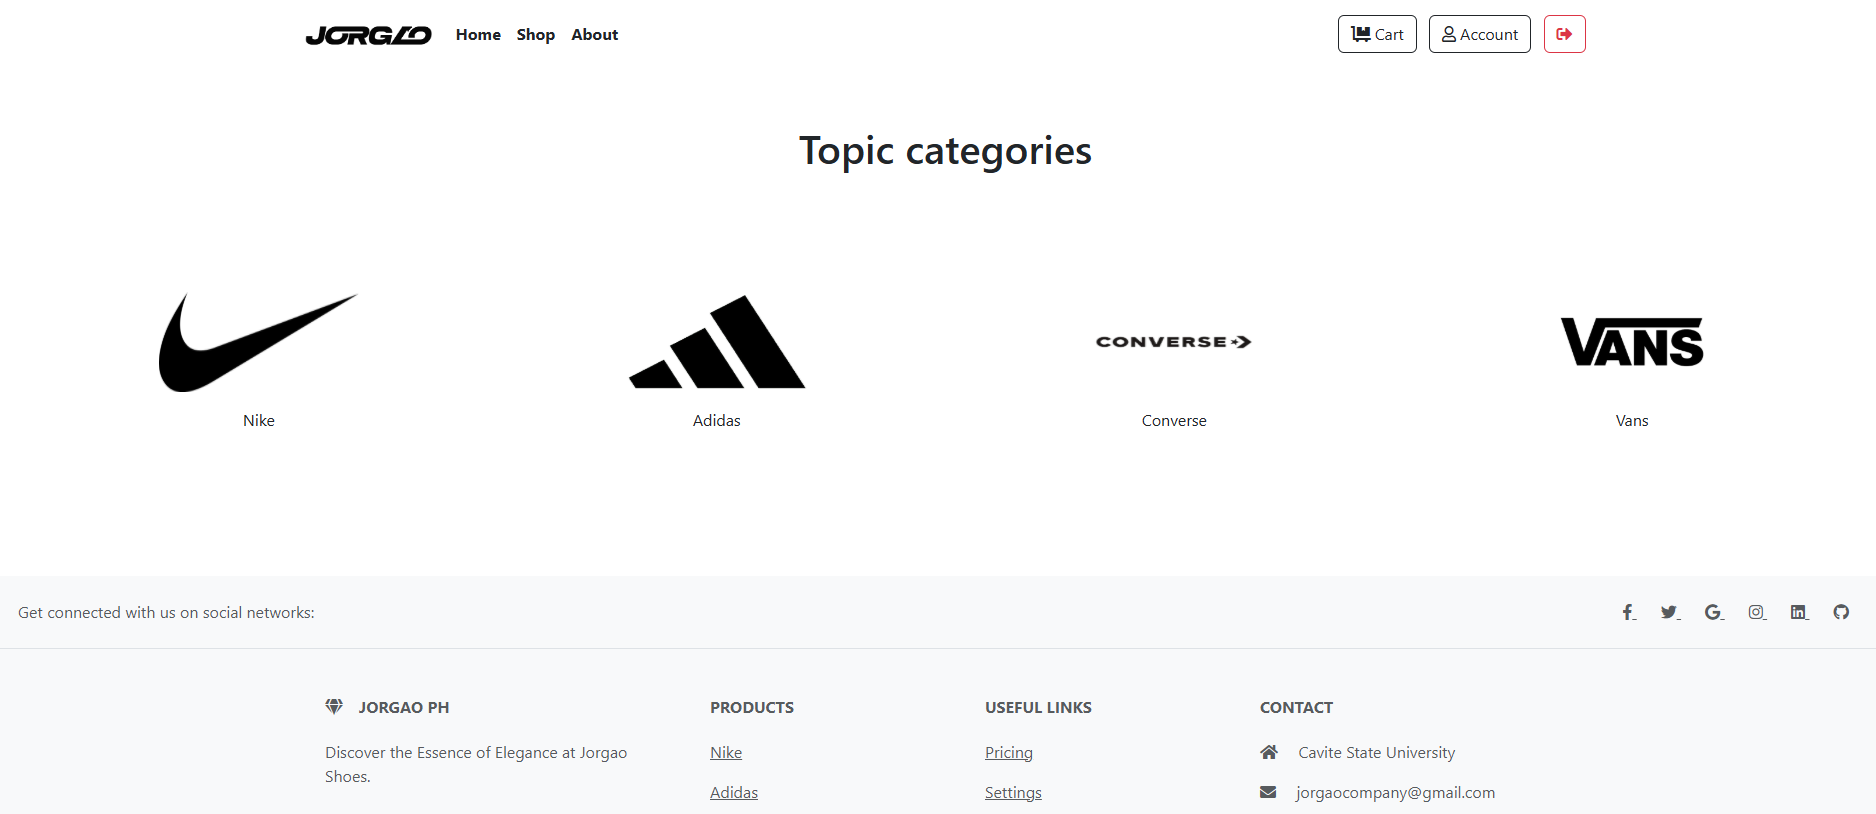 JORGAO Home Shop About Cart Account
Topic categories
CONVERSE VANS
Nike Adidas Converse Vans
Get connected with us on social networks:
JORGAO PH PRODUCTS USEFUL LINKS CONTACT
Discover the Essence of Elegance at Jorgao Nike Pricing Cavite State University
Shoes.
Adidas Settings jorgaocompany@gmail.com